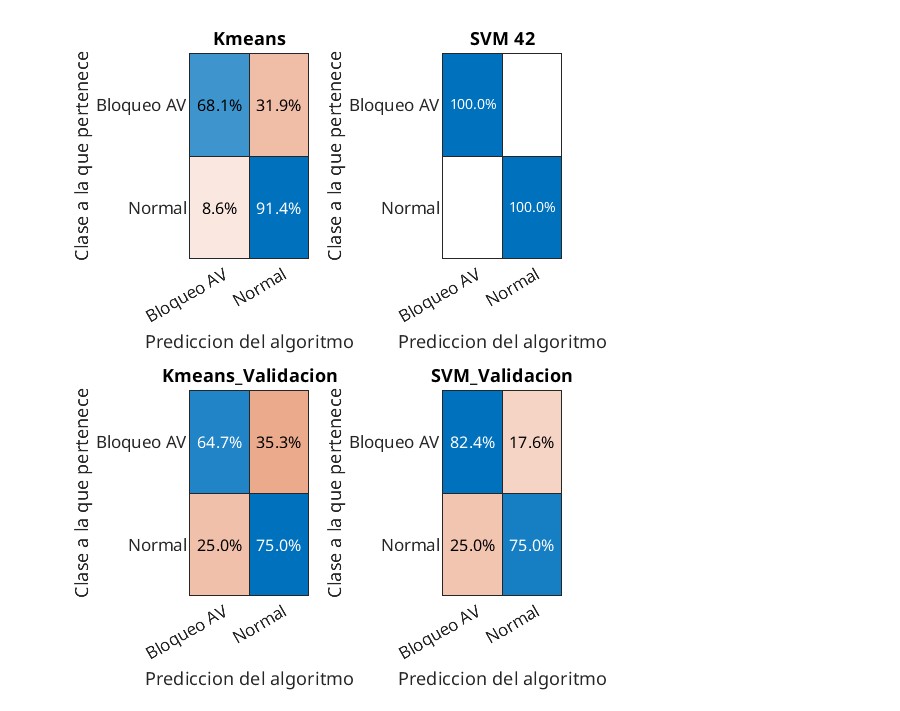 Kmeans
Clase a la que pertenece
Bloqueo AV
68.1%
31.9%
Normal
8.6%
91.4%
Bloqueo AV
Normal
Prediccion del algoritmo
SVM 42
Clase a la que pertenece
Bloqueo AV
100.0%
Normal
100.0%
Bloqueo AV
Normal
Prediccion del algoritmo
Kmeans_Validacion
Clase a la que pertenece
Bloqueo AV
64.7%
35.3%
Normal
25.0%
75.0%
Bloqueo AV
Normal
Prediccion del algoritmo
SVM_Validacion
Clase a la que pertenece
Bloqueo AV
82.4%
17.6%
Normal
25.0%
75.0%
Bloqueo AV
Normal
Prediccion del algoritmo